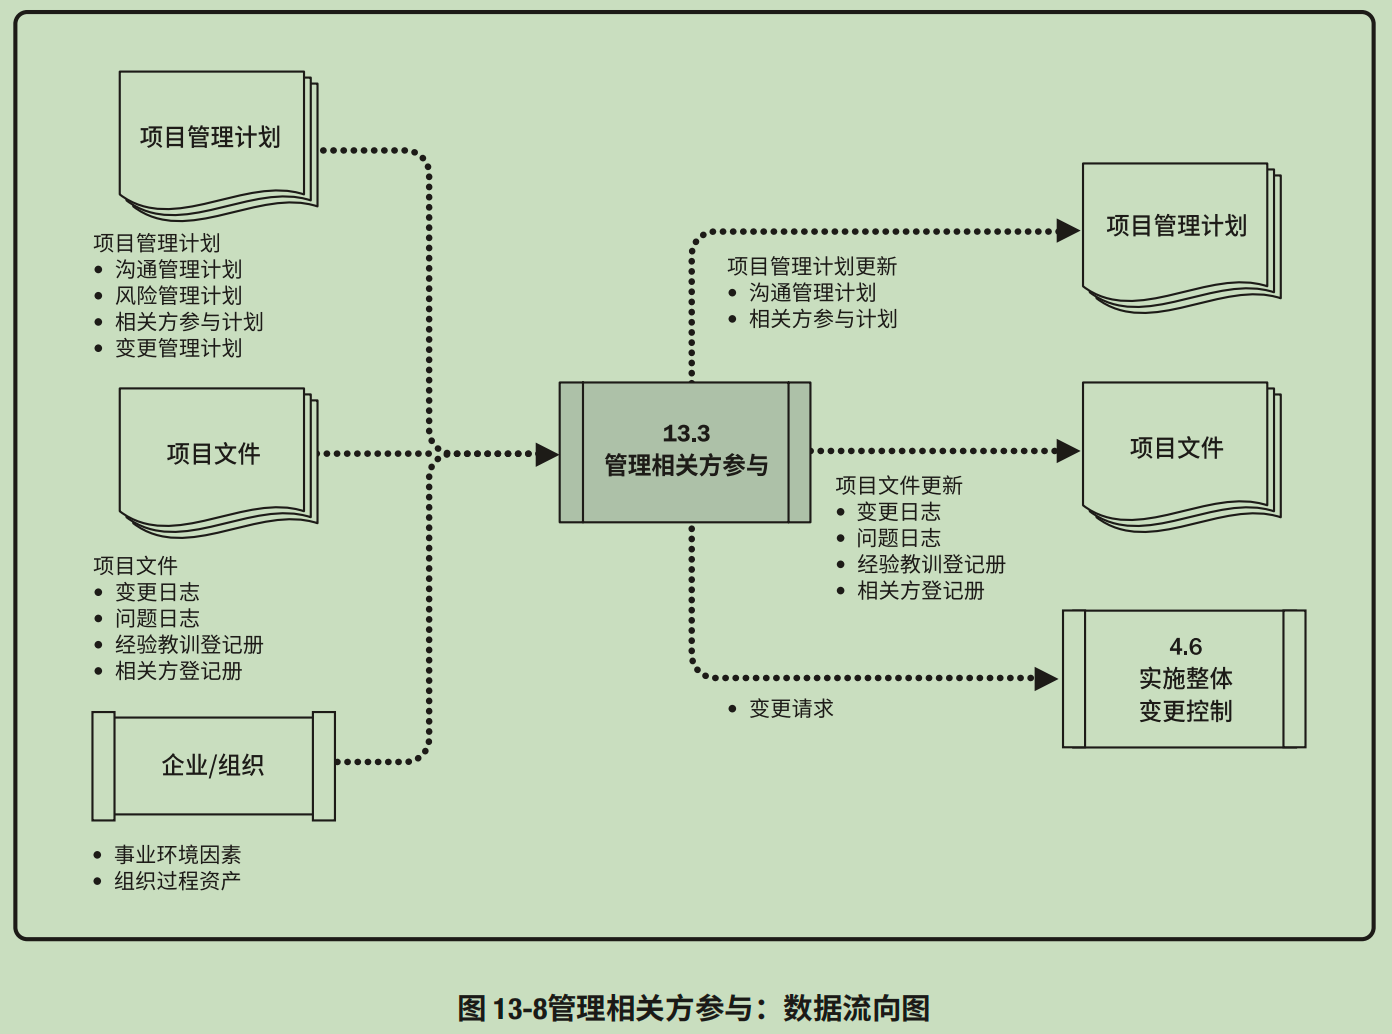 项目管理计划
项目管理计划
• 沟通管理计划
• 风险管理计划
• 相关方参与计划
• 变更管理计划
项目文件
项目文件
• 变更日志
• 问题日志
• 经验教训登记册
• 相关方登记册
企业/组织
• 事业环境因素
• 组织过程资产
13.3
管理相关方参与
项目管理计划更新
• 沟通管理计划
• 相关方参与计划
项目管理计划
项目文件更新
• 变更日志
• 问题日志
• 经验教训登记册
• 相关方登记册
项目文件
• 变更请求
4.6
实施整体
变更控制
图 13-8管理相关方参与：数据流向图